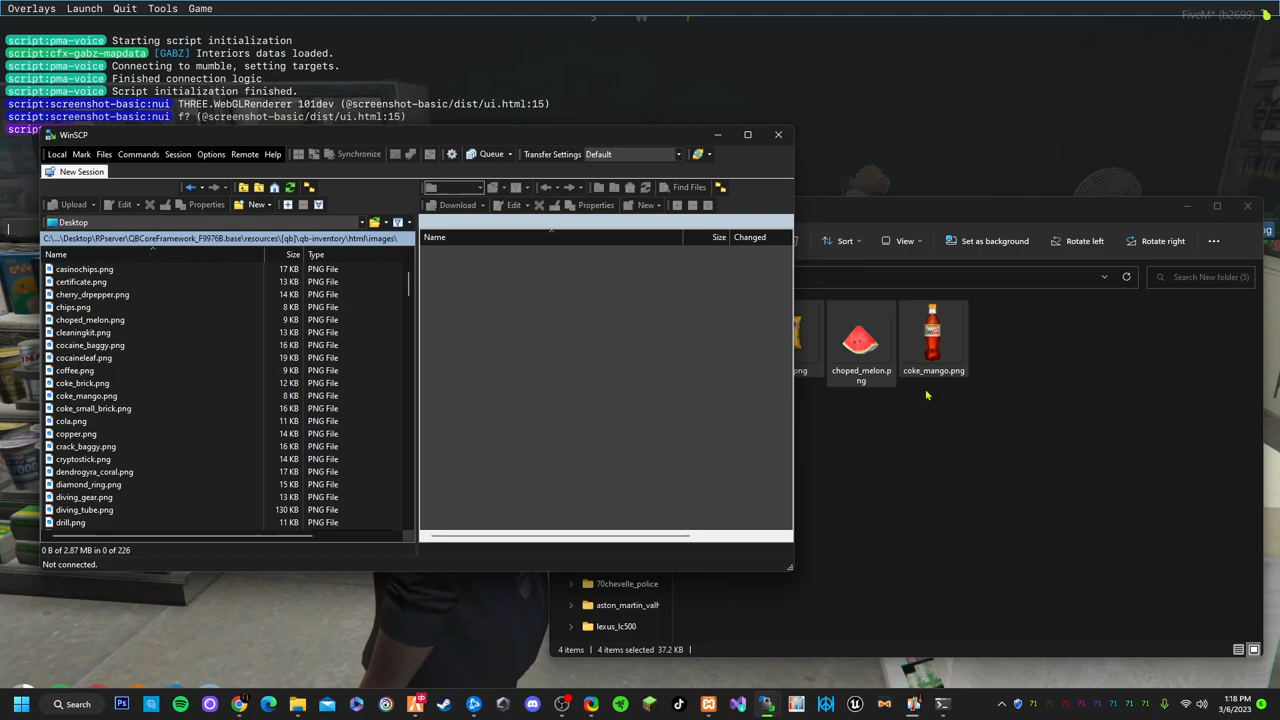 Overlays Launch Quit Tools Game
FiveM* (b2699)
script:pma-voice Starting script initialization
script:cfx-gabz-mapdata [GABZ] Interiors datas loaded.
script:pma-voice Connecting to mumble, setting targets.
script:pma-voice Finished connection logic
script:pma-voice Script initialization finished.
script:screenshot-basic:nui THREE.WebGLRenderer 101dev (@screenshot-basic/dist/ui.html:15)
script:screenshot-basic:nui f? (@screenshot-basic/dist/ui.html:15)
WinSCP
Local Mark Files Commands Session Options Remote Help Synchronize Queue Transfer Settings Default
New Session
Find Files
Upload Edit Properties New
Download Edit Properties New
Desktop
C:\...\Desktop\RPserver\QBCoreFramework_F9976B.base\resources\[qb]\qb-inventory\html\images\
Name Size Type
Name Size Changed
casinochips.png 17 KB PNG File
certificate.png 13 KB PNG File
cherry_drpepper.png 14 KB PNG File
chips.png 8 KB PNG File
choped_melon.png 9 KB PNG File
cleaningkit.png 13 KB PNG File
cocaine_baggy.png 16 KB PNG File
cocaineleaf.png 19 KB PNG File
coffee.png 9 KB PNG File
coke_brick.png 12 KB PNG File
coke_mango.png 8 KB PNG File
coke_small_brick.png 16 KB PNG File
cola.png 11 KB PNG File
copper.png 14 KB PNG File
crack_baggy.png 16 KB PNG File
cryptostick.png 14 KB PNG File
dendrogyra_coral.png 17 KB PNG File
diamond_ring.png 15 KB PNG File
diving_gear.png 13 KB PNG File
diving_tube.png 130 KB PNG File
drill.png 11 KB PNG File
0 B of 2.87 MB in 0 of 226
Not connected.
Sort View Set as background Rotate left Rotate right
Search New folder (5)
png
choped_melon.p
ng
coke_mango.png
70chevelle_police
aston_martin_valh
lexus_lc500
4 items 4 items selected 37.2 KB
Search
1:18 PM
3/6/2023